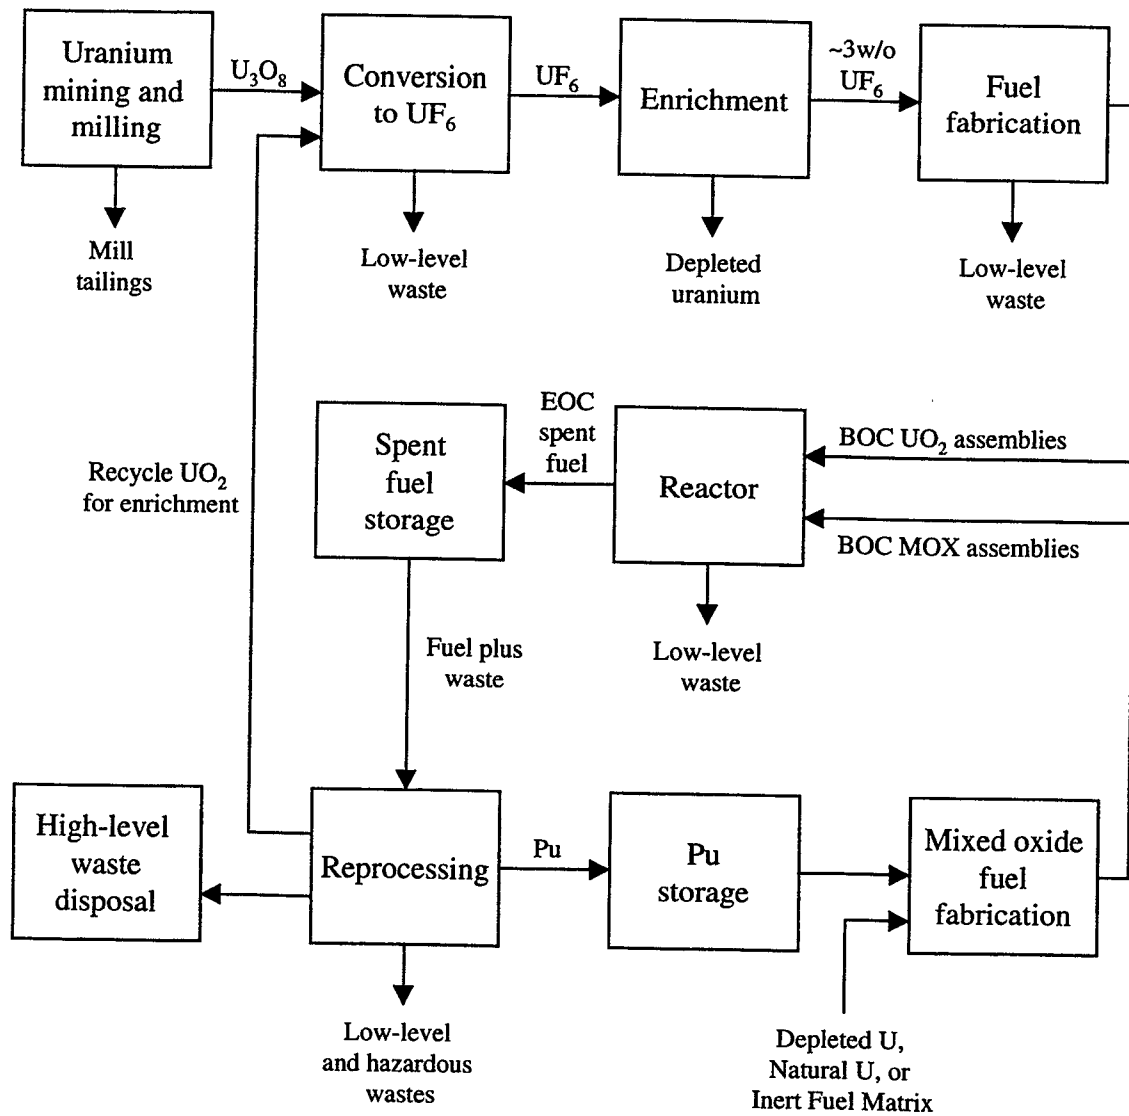 Uranium
mining and
milling
U₃O₈
Conversion
to UF₆
UF₆
Enrichment
~3w/o
UF₆
Fuel
fabrication
Mill
tailings
Low-level
waste
Depleted
uranium
Low-level
waste
Recycle UO₂
for enrichment
Spent
fuel
storage
EOC
spent
fuel
Reactor
BOC UO₂ assemblies
BOC MOX assemblies
Fuel plus
waste
Low-level
waste
High-level
waste
disposal
Reprocessing
Pu
Pu
storage
Mixed oxide
fuel
fabrication
Low-level
and hazardous
wastes
Depleted U,
Natural U, or
Inert Fuel Matrix